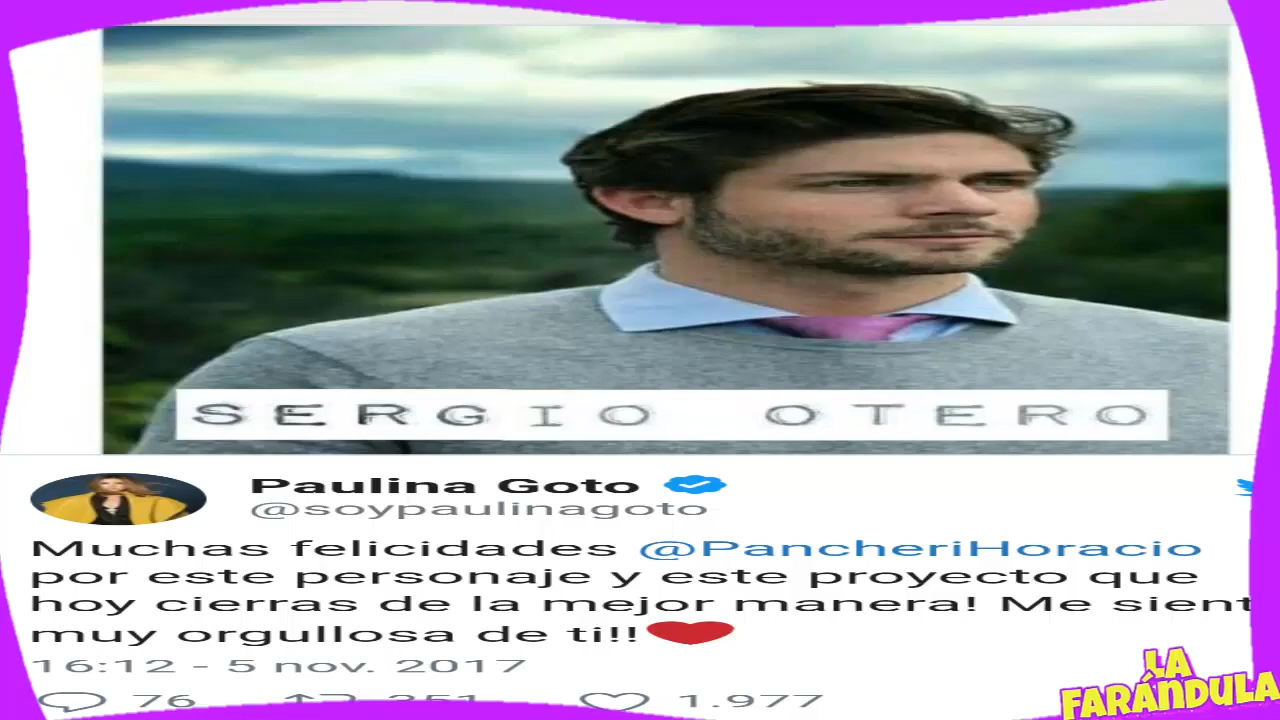 SERGIO OTERO
Paulina Goto
@soypaulinagoto
Muchas felicidades @PancheriHoracio
por este personaje y este proyecto que
hoy cierras de la mejor manera! Me sient
muy orgullosa de ti!!
16:12 - 5 nov. 2017
76 351 1.977
LA
FARÁNDULA